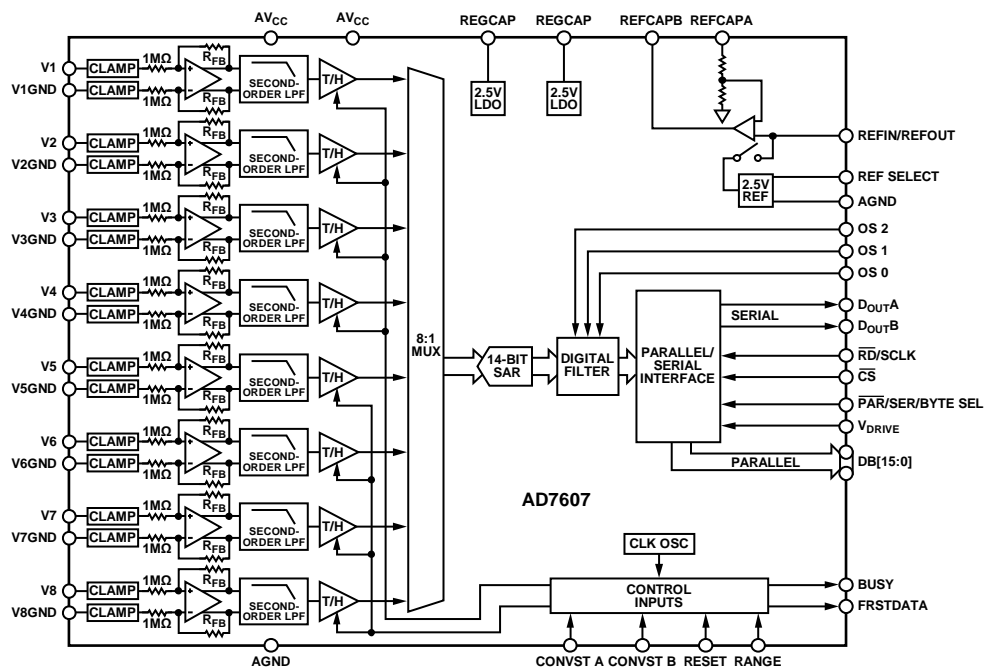 AVCC AVCC REGCAP REGCAP REFCAPB REFCAPA
V1 CLAMP 1MΩ RFB
V1GND CLAMP 1MΩ RFB
SECOND-
ORDER LPF
T/H
2.5V
LDO
2.5V
LDO
REFIN/REFOUT
2.5V
REF
REF SELECT
AGND
V2 CLAMP 1MΩ RFB
V2GND CLAMP 1MΩ RFB
SECOND-
ORDER LPF
T/H
V3 CLAMP 1MΩ RFB
V3GND CLAMP 1MΩ RFB
SECOND-
ORDER LPF
T/H
V4 CLAMP 1MΩ RFB
V4GND CLAMP 1MΩ RFB
SECOND-
ORDER LPF
T/H
V5 CLAMP 1MΩ RFB
V5GND CLAMP 1MΩ RFB
SECOND-
ORDER LPF
T/H
V6 CLAMP 1MΩ RFB
V6GND CLAMP 1MΩ RFB
SECOND-
ORDER LPF
T/H
V7 CLAMP 1MΩ RFB
V7GND CLAMP 1MΩ RFB
SECOND-
ORDER LPF
T/H
V8 CLAMP 1MΩ RFB
V8GND CLAMP 1MΩ RFB
SECOND-
ORDER LPF
T/H
8:1
MUX
14-BIT
SAR
DIGITAL
FILTER
PARALLEL/
SERIAL
INTERFACE
OS 2
OS 1
OS 0
SERIAL
DOUTA
DOUTB
RD/SCLK
CS
PAR/SER/BYTE SEL
VDRIVE
PARALLEL
DB[15:0]
AD7607
CLK OSC
CONTROL
INPUTS
BUSY
FRSTDATA
AGND CONVST A CONVST B RESET RANGE